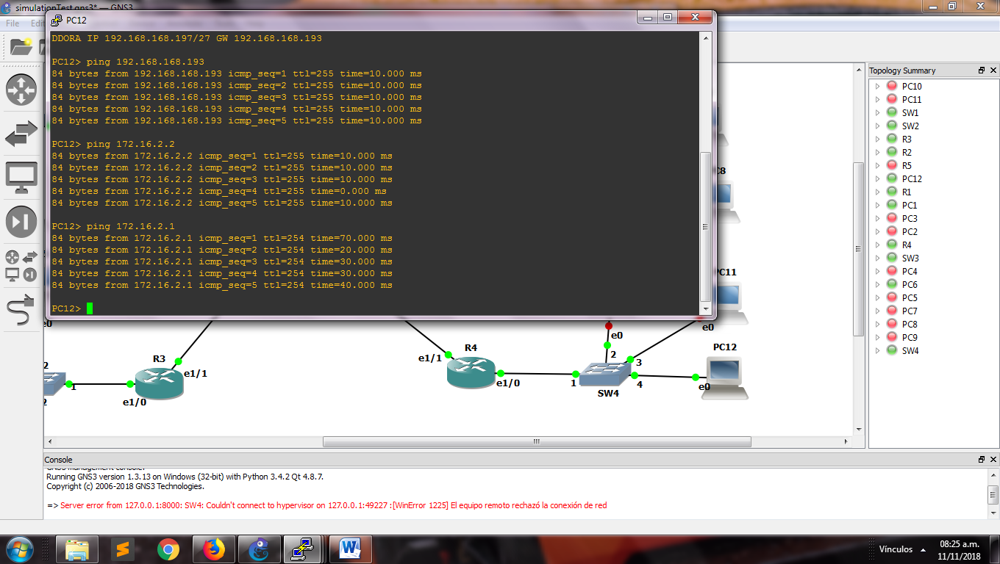 simulationTest.gns3* — GNS3
File Edit
PC12
DDORA IP 192.168.168.197/27 GW 192.168.168.193
PC12> ping 192.168.168.193
84 bytes from 192.168.168.193 icmp_seq=1 ttl=255 time=10.000 ms
84 bytes from 192.168.168.193 icmp_seq=2 ttl=255 time=10.000 ms
84 bytes from 192.168.168.193 icmp_seq=3 ttl=255 time=10.000 ms
84 bytes from 192.168.168.193 icmp_seq=4 ttl=255 time=10.000 ms
84 bytes from 192.168.168.193 icmp_seq=5 ttl=255 time=10.000 ms
PC12> ping 172.16.2.2
84 bytes from 172.16.2.2 icmp_seq=1 ttl=255 time=10.000 ms
84 bytes from 172.16.2.2 icmp_seq=2 ttl=255 time=10.000 ms
84 bytes from 172.16.2.2 icmp_seq=3 ttl=255 time=10.000 ms
84 bytes from 172.16.2.2 icmp_seq=4 ttl=255 time=0.000 ms
84 bytes from 172.16.2.2 icmp_seq=5 ttl=255 time=10.000 ms
PC12> ping 172.16.2.1
84 bytes from 172.16.2.1 icmp_seq=1 ttl=254 time=70.000 ms
84 bytes from 172.16.2.1 icmp_seq=2 ttl=254 time=20.000 ms
84 bytes from 172.16.2.1 icmp_seq=3 ttl=254 time=30.000 ms
84 bytes from 172.16.2.1 icmp_seq=4 ttl=254 time=30.000 ms
84 bytes from 172.16.2.1 icmp_seq=5 ttl=254 time=40.000 ms
PC12>
C8
PC11
e0
e0
e0
R3
e1/1
e1/0
2
1
2
R4
e1/1
e1/0
1
2
3
4
SW4
PC12
e0
Topology Summary
PC10
PC11
SW1
SW2
R3
R2
R5
PC12
R1
PC1
PC3
PC2
R4
SW3
PC4
PC6
PC5
PC7
PC8
PC9
SW4
Console
GNS3 management console.
Running GNS3 version 1.3.13 on Windows (32-bit) with Python 3.4.2 Qt 4.8.7.
Copyright (c) 2006-2018 GNS3 Technologies.
=> Server error from 127.0.0.1:8000: SW4: Couldn't connect to hypervisor on 127.0.0.1:49227 :[WinError 1225] El equipo remoto rechazó la conexión de red
Vínculos
08:25 a.m.
11/11/2018